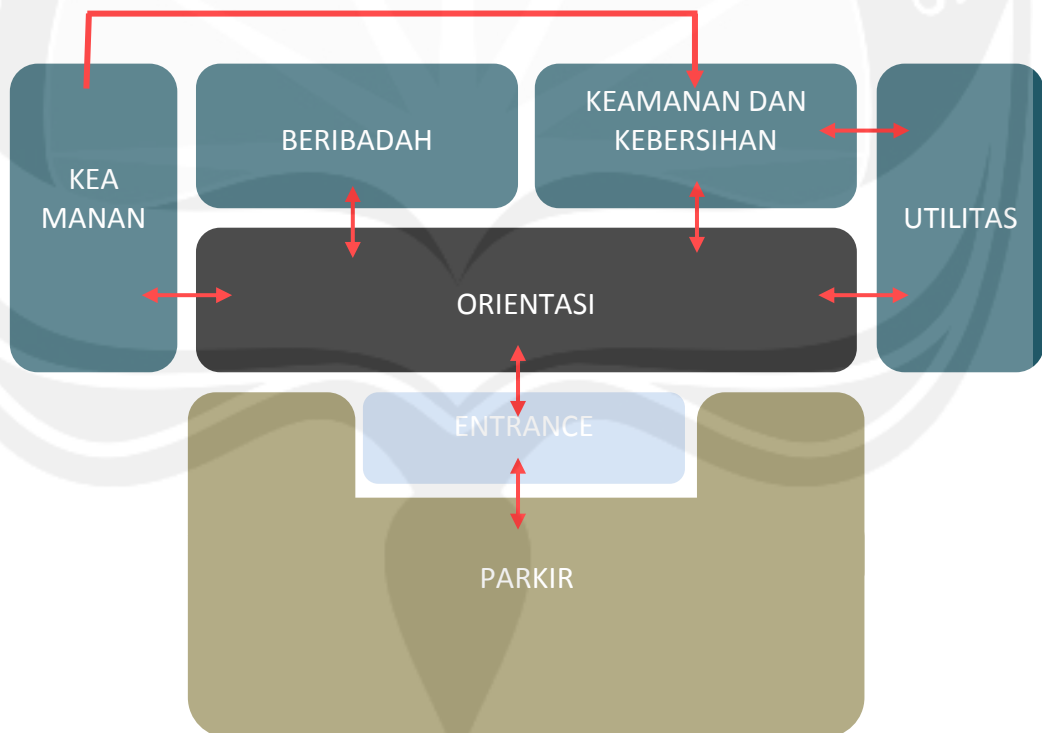 KEAMANAN DAN
KEBERSIHAN
BERIBADAH
KEA
MANAN
UTILITAS
ORIENTASI
ENTRANCE
PARKIR